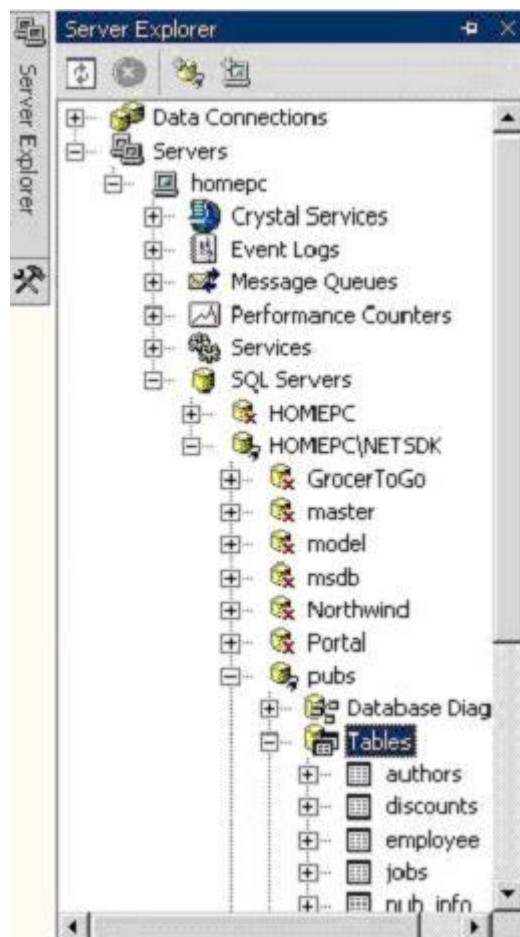 Server Explorer
Server Explorer
Data Connections
Servers
homepc
Crystal Services
Event Logs
Message Queues
Performance Counters
Services
SQL Servers
HOMEPC
HOMEPC\NETSDK
GrocerToGo
master
model
msdb
Northwind
Portal
pubs
Database Diag
Tables
authors
discounts
employee
jobs
pub_info